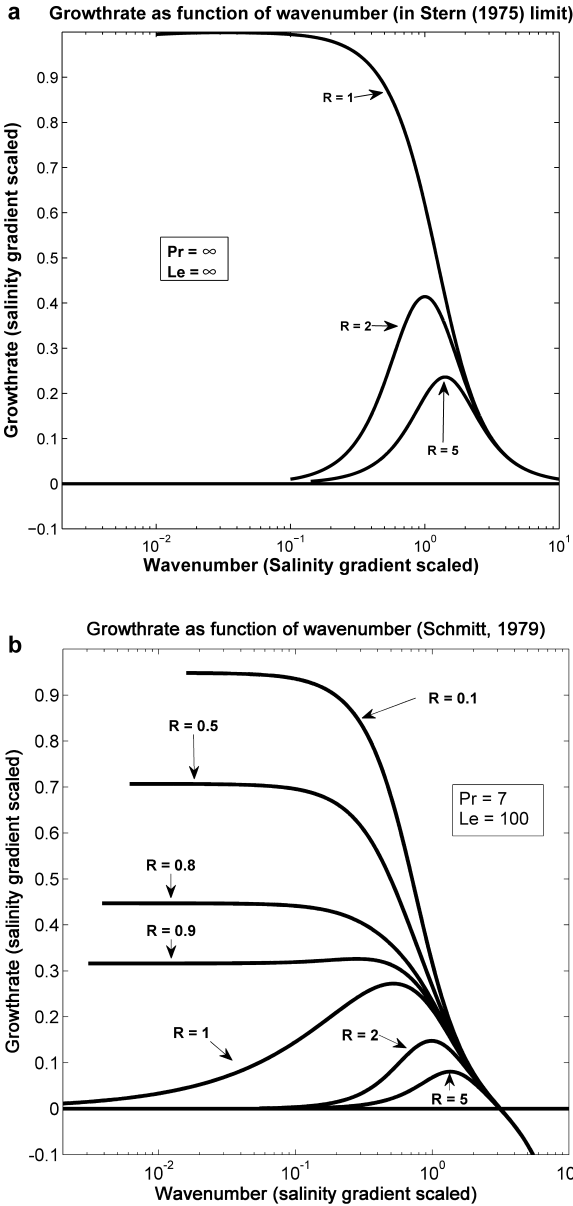 a
Growthrate as function of wavenumber (in Stern (1975) limit)
Growthrate (salinity gradient scaled)
0.9
0.8
0.7
0.6
0.5
0.4
0.3
0.2
0.1
0
−0.1
R = 1
Pr = ∞
Le = ∞
R = 2
R = 5
10⁻²
10⁻¹
10⁰
10¹
Wavenumber (Salinity gradient scaled)
b
Growthrate as function of wavenumber (Schmitt, 1979)
Growthrate (salinity gradient scaled)
0.9
0.8
0.7
0.6
0.5
0.4
0.3
0.2
0.1
0
-0.1
R = 0.1
R = 0.5
Pr = 7
Le = 100
R = 0.8
R = 0.9
R = 1
R = 2
R = 5
10⁻²
10⁻¹
10⁰
10
Wavenumber (salinity gradient scaled)